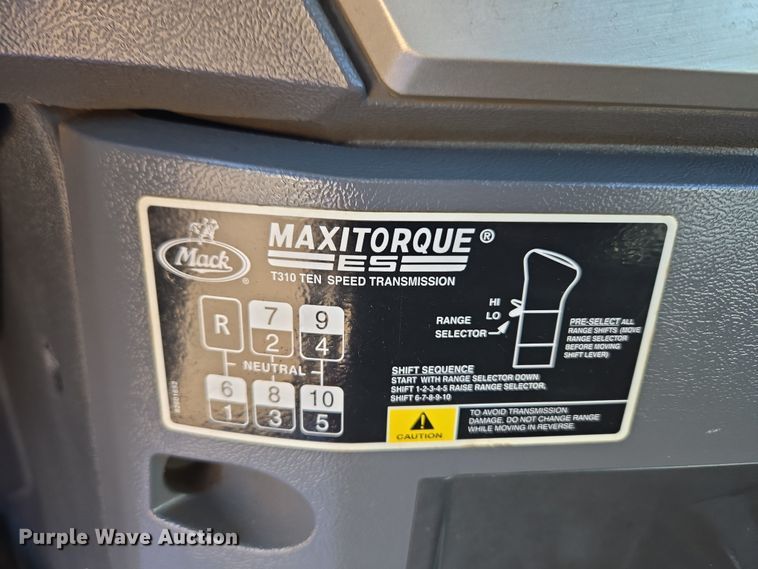 Mack®
MAXITORQUE®
ES
T310 TEN SPEED TRANSMISSION
R 7 9
2 4
NEUTRAL
6 8 10
1 3 5
HI
LO
RANGE
SELECTOR
PRE-SELECT ALL
RANGE SHIFTS (MOVE
RANGE SELECTOR
BEFORE MOVING
SHIFT LEVER)
SHIFT SEQUENCE
START WITH RANGE SELECTOR DOWN
SHIFT 1-2-3-4-5 RAISE RANGE SELECTOR,
SHIFT 6-7-8-9-10
CAUTION
TO AVOID TRANSMISSION
DAMAGE, DO NOT CHANGE RANGE
WHILE MOVING IN REVERSE.
Purple Wave Auction